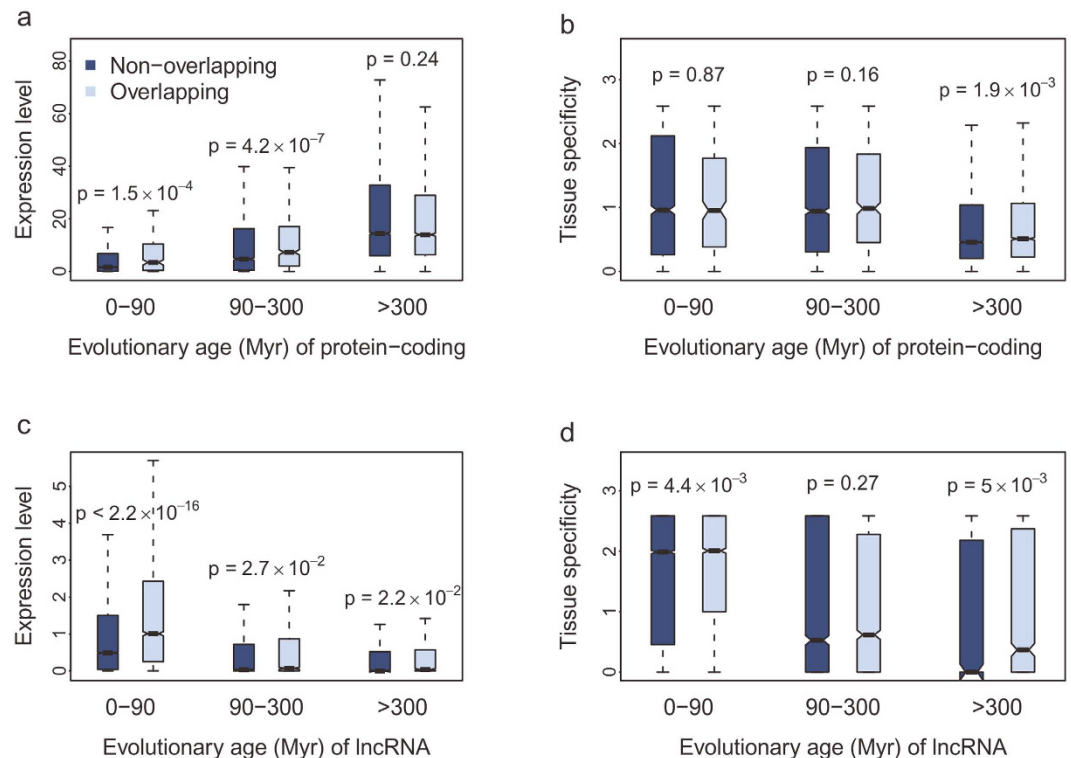 a
Non-overlapping
Overlapping
p = 0.24
p = 4.2 × 10⁻⁷
p = 1.5 × 10⁻⁴
Expression level
0
20
40
60
80
0−90
90−300
>300
Evolutionary age (Myr) of protein−coding
b
p = 0.87
p = 0.16
p = 1.9 × 10⁻³
Tissue specificity
0
1
2
3
0−90
90−300
>300
Evolutionary age (Myr) of protein−coding
c
p < 2.2×10⁻¹⁶
p = 2.7 × 10⁻²
p = 2.2 × 10⁻²
Expression level
0
1
2
3
4
5
0−90
90−300
>300
Evolutionary age (Myr) of lncRNA
d
p = 4.4 × 10⁻³
p = 0.27
p = 5 × 10⁻³
Tissue specificity
0
1
2
3
0−90
90−300
>300
Evolutionary age (Myr) of lncRNA